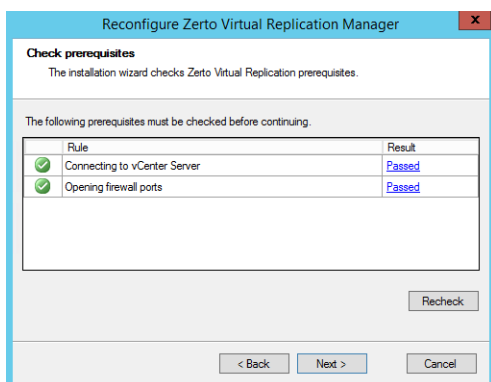 Reconfigure Zerto Virtual Replication Manager
x
Check prerequisites
The installation wizard checks Zerto Virtual Replication prerequisites.
The following prerequisites must be checked before continuing.
Rule Result
Connecting to vCenter Server Passed
Opening firewall ports Passed
Recheck
< Back Next > Cancel